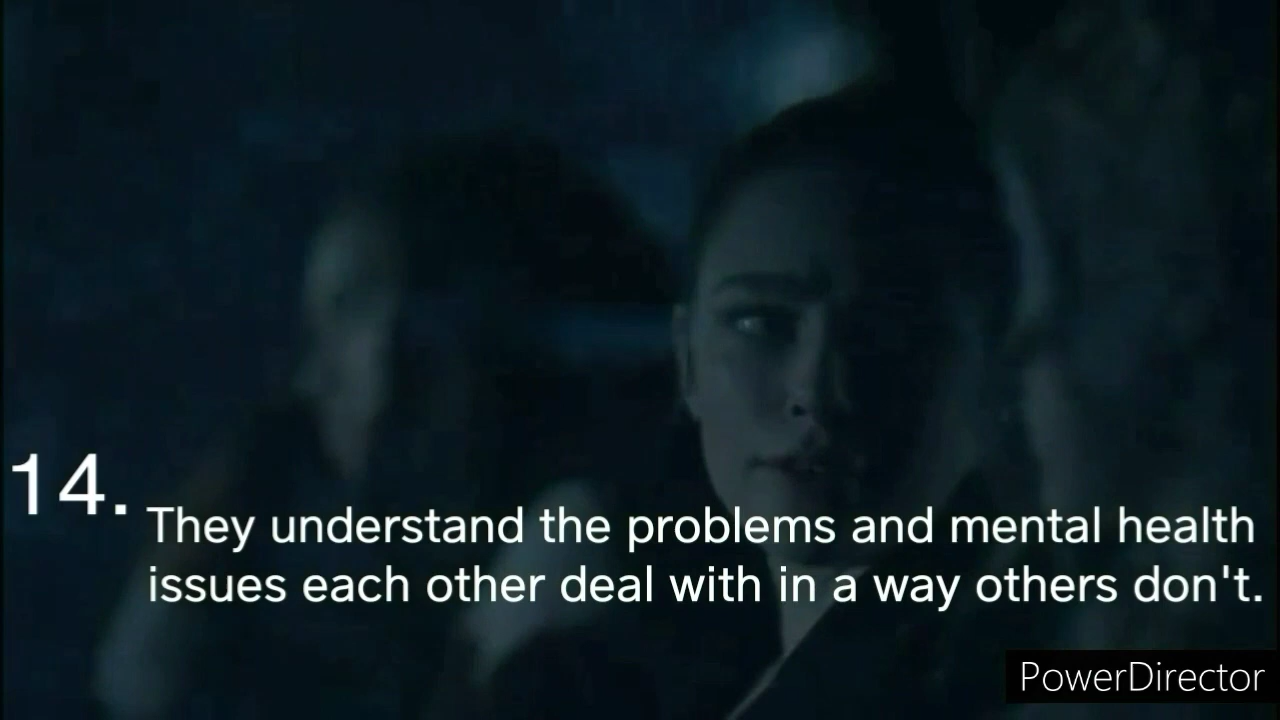 14.
They understand the problems and mental health
issues each other deal with in a way others don't.
PowerDirector